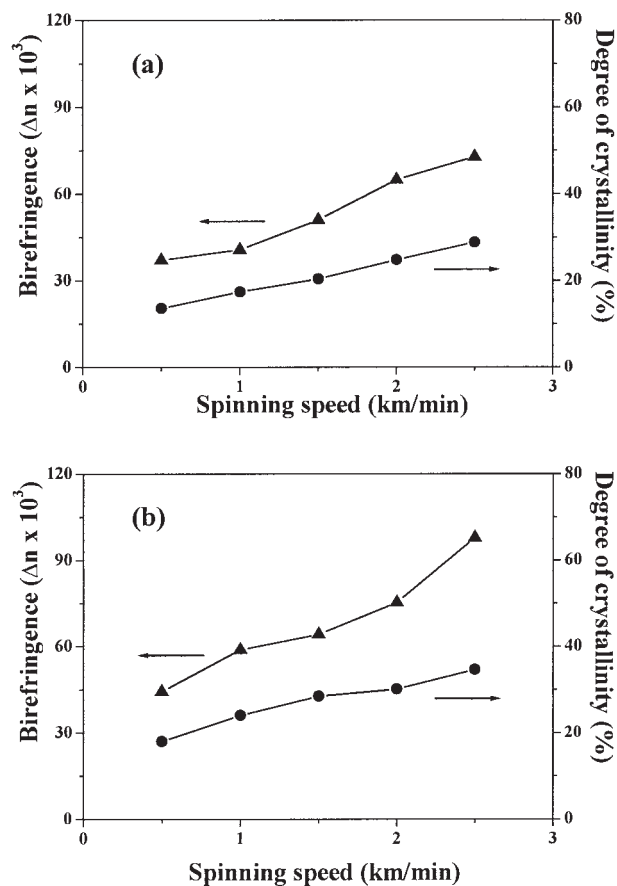 (a)
Birefringence (Δn x 10³)
120
90
60
30
0
Degree of crystallinity (%)
80
60
40
20
0
0 1 2 3
Spinning speed (km/min)
(b)
Birefringence (Δn x 10³)
120
90
60
30
0
Degree of crystallinity (%)
80
60
40
20
0
0 1 2 3
Spinning speed (km/min)